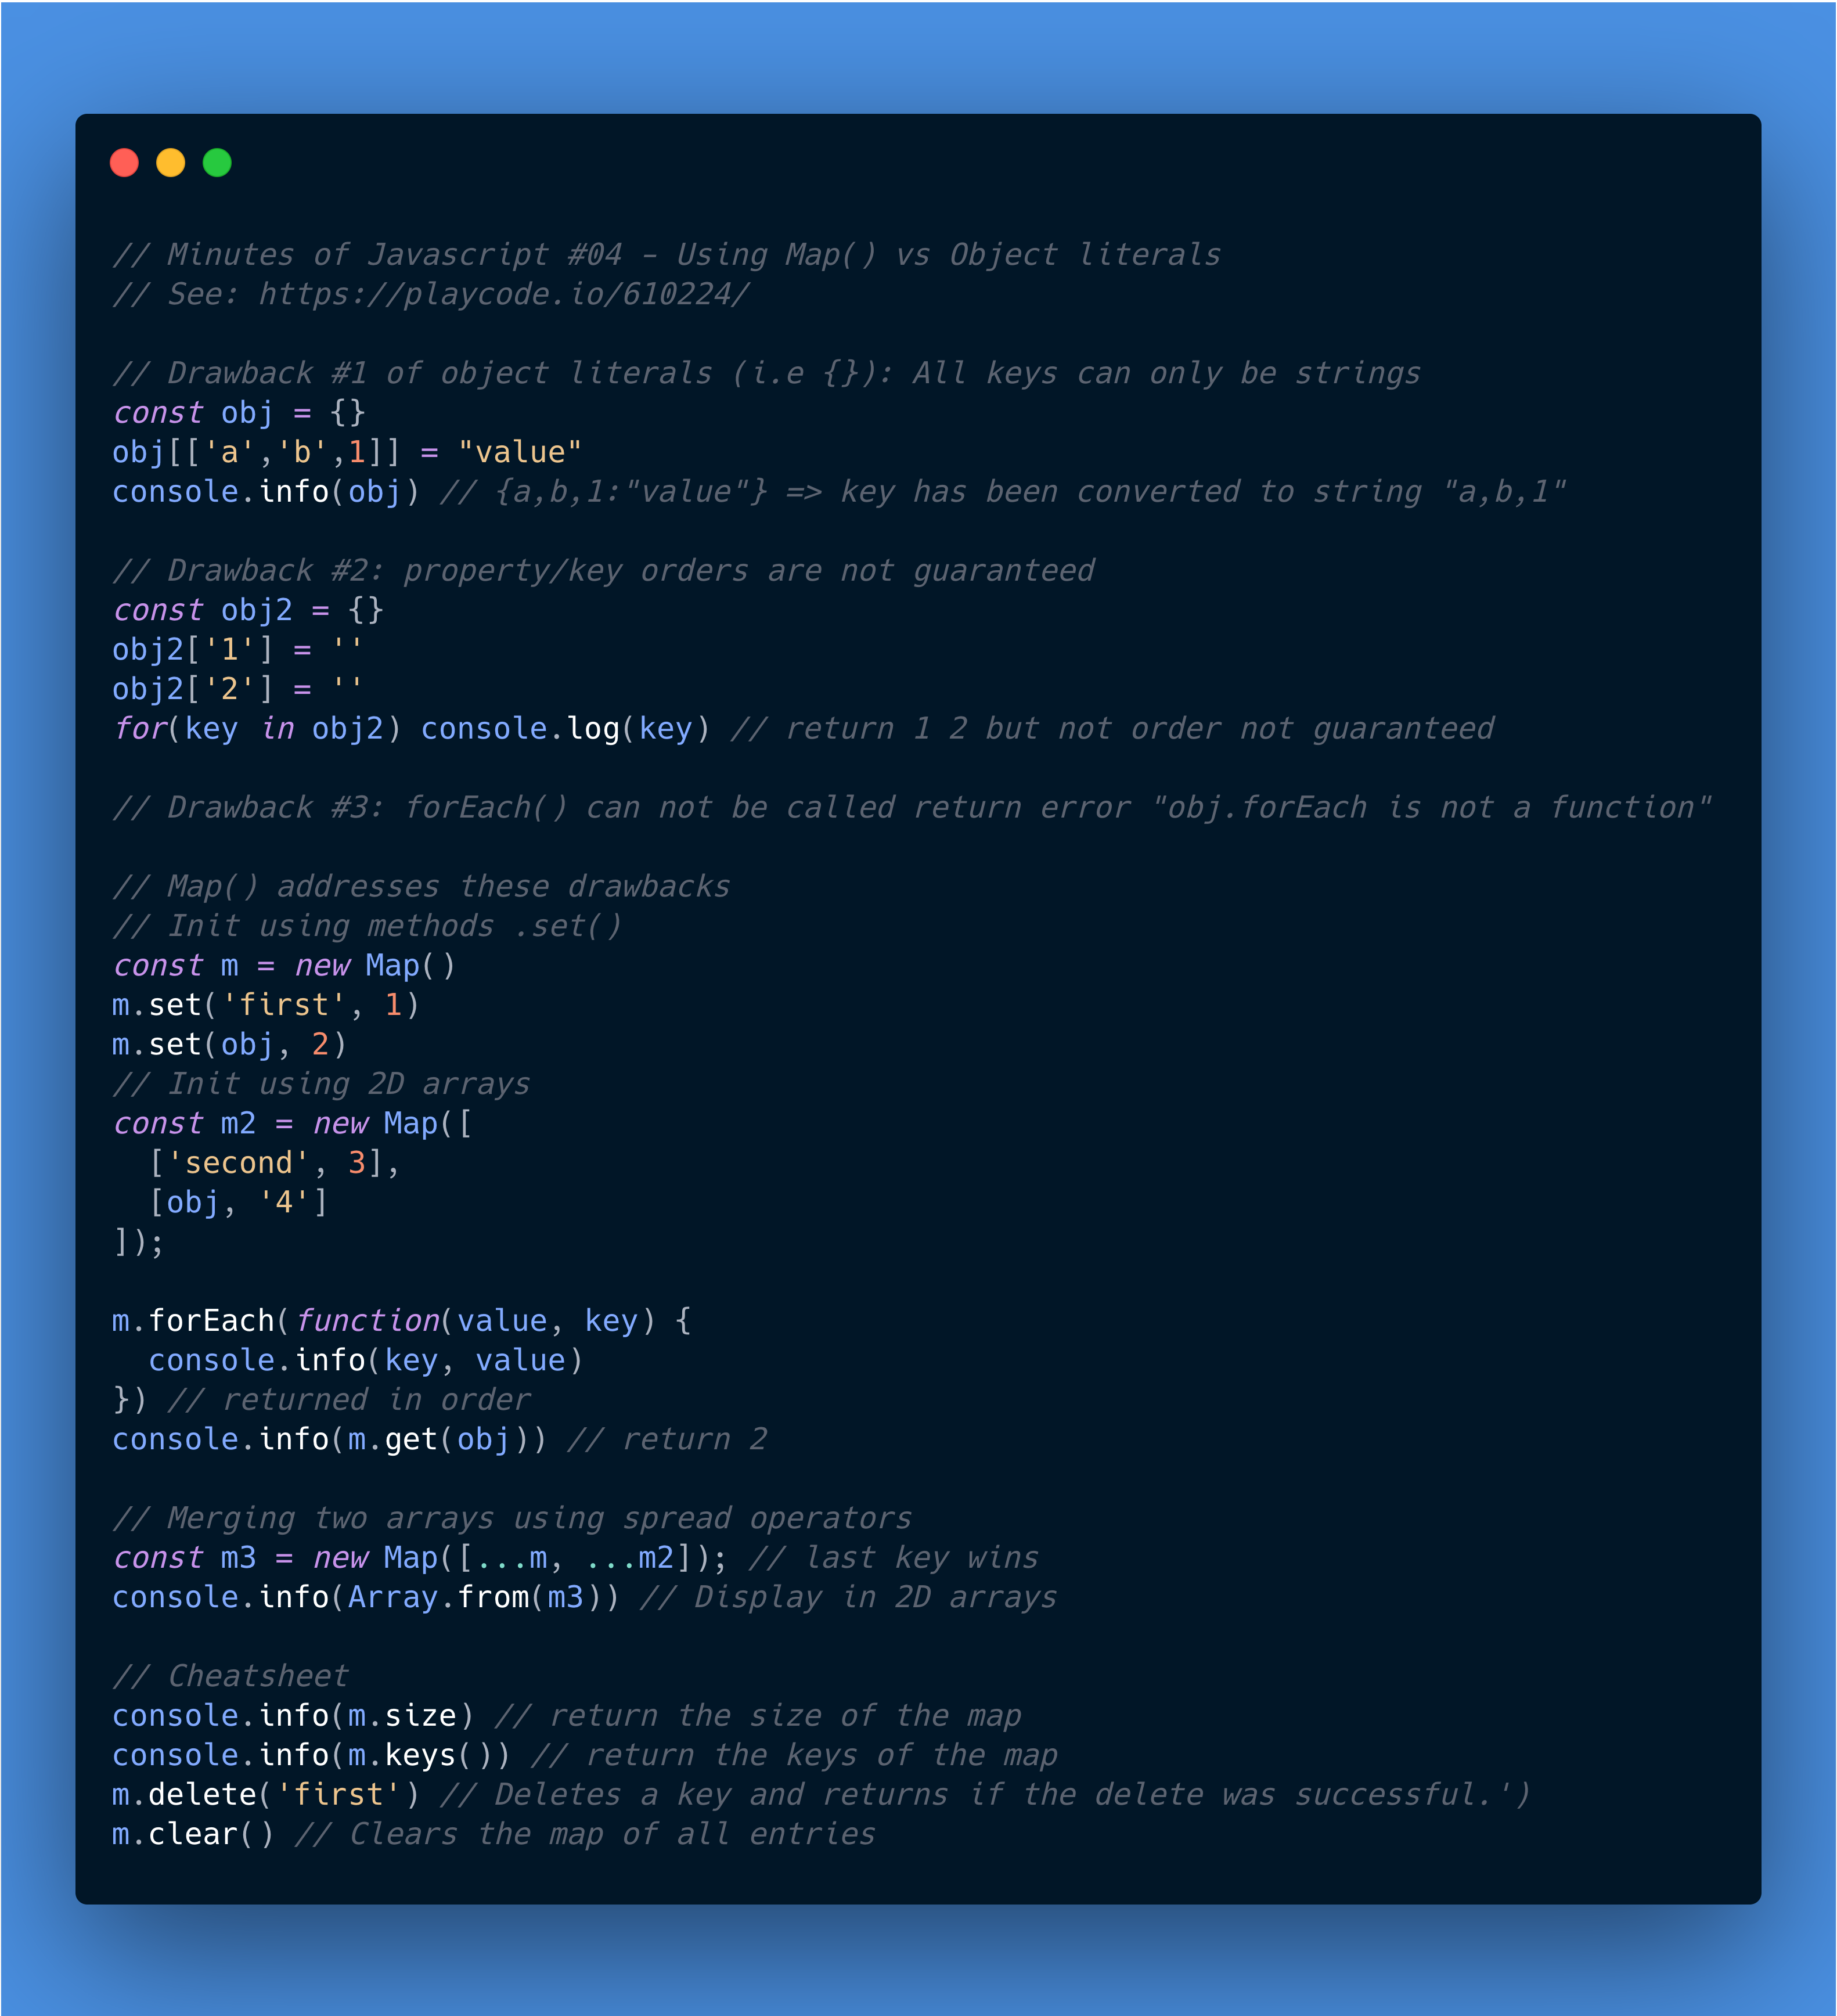 // Minutes of Javascript #04 - Using Map() vs Object literals
// See: https://playcode.io/610224/
// Drawback #1 of object literals (i.e {}): All keys can only be strings
const obj = {}
obj[['a','b',1]] = "value"
console.info(obj) // {a,b,1:"value"} => key has been converted to string "a,b,1"
// Drawback #2: property/key orders are not guaranteed
const obj2 = {}
obj2['1'] = ''
obj2['2'] = ''
for(key in obj2) console.log(key) // return 1 2 but not order not guaranteed
// Drawback #3: forEach() can not be called return error "obj.forEach is not a function"
// Map() addresses these drawbacks
// Init using methods .set()
const m = new Map()
m.set('first', 1)
m.set(obj, 2)
// Init using 2D arrays
const m2 = new Map([
  ['second', 3],
  [obj, '4']
]);
m.forEach(function(value, key) {
  console.info(key, value)
}) // returned in order
console.info(m.get(obj)) // return 2
// Merging two arrays using spread operators
const m3 = new Map([...m, ...m2]); // last key wins
console.info(Array.from(m3)) // Display in 2D arrays
// Cheatsheet
console.info(m.size) // return the size of the map
console.info(m.keys()) // return the keys of the map
m.delete('first') // Deletes a key and returns if the delete was successful.')
m.clear() // Clears the map of all entries